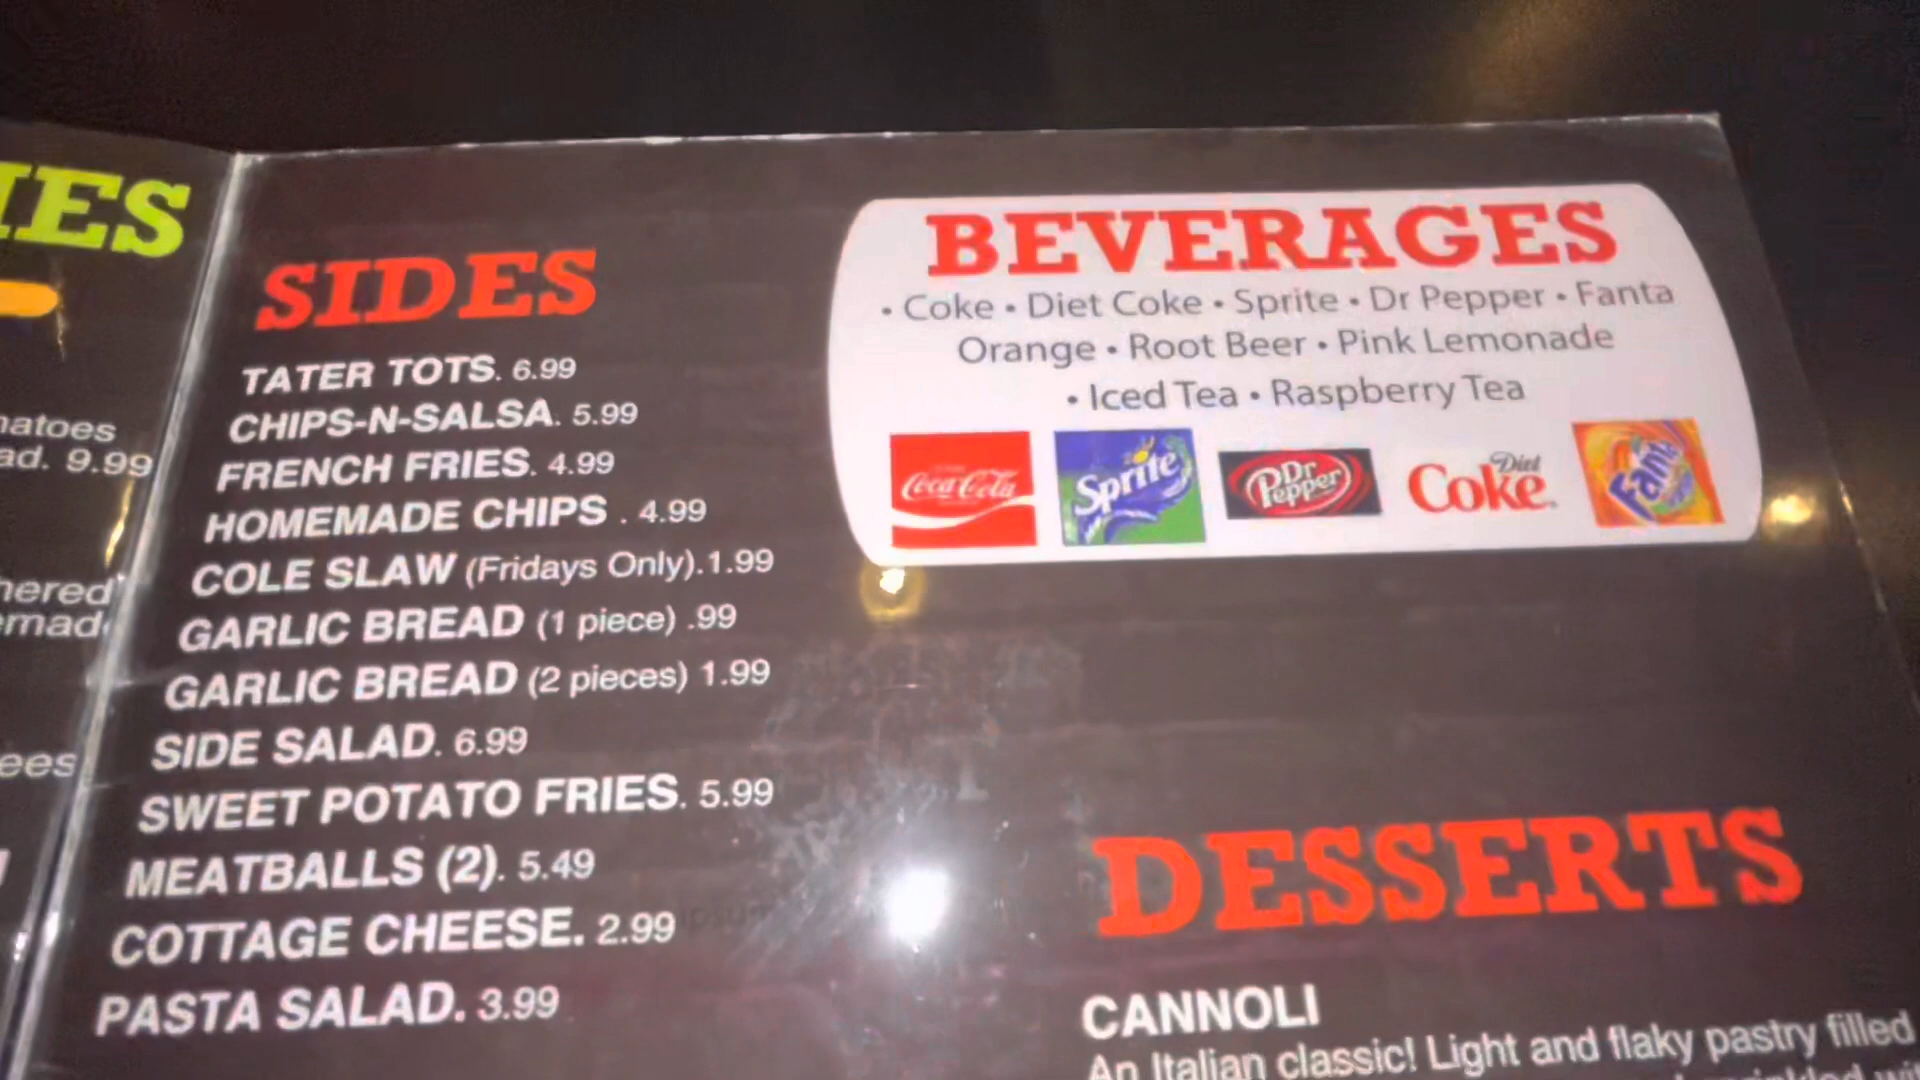 IES
natoes
ad. 9.99
hered
emad
ees
SIDES
TATER TOTS. 6.99
CHIPS-N-SALSA. 5.99
FRENCH FRIES. 4.99
HOMEMADE CHIPS . 4.99
COLE SLAW (Fridays Only).1.99
GARLIC BREAD (1 piece) .99
GARLIC BREAD (2 pieces) 1.99
SIDE SALAD. 6.99
SWEET POTATO FRIES. 5.99
MEATBALLS (2). 5.49
COTTAGE CHEESE. 2.99
PASTA SALAD. 3.99
BEVERAGES
• Coke • Diet Coke • Sprite • Dr Pepper • Fanta
Orange • Root Beer • Pink Lemonade
• Iced Tea • Raspberry Tea
Coca-Cola
Sprite
Dr Pepper
Diet Coke
Fanta
DESSERTS
CANNOLI
An Italian classic! Light and flaky pastry filled